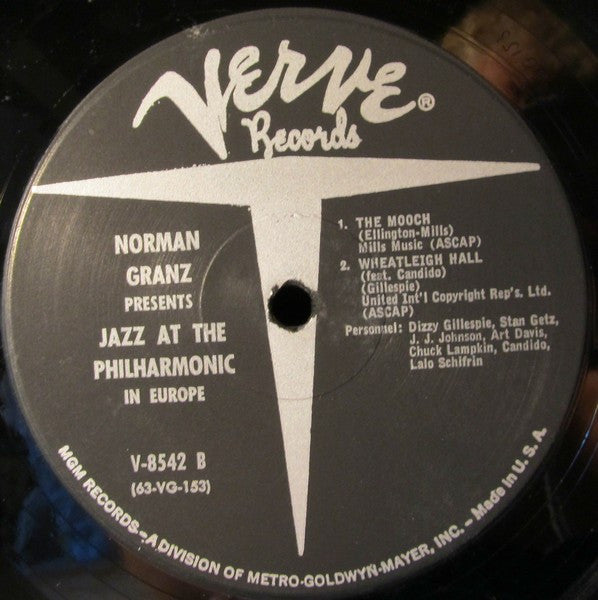 VERVE ®
Records
NORMAN
GRANZ
PRESENTS
JAZZ AT THE
PHILHARMONIC
IN EUROPE
V-8542 B
(63-VG-153)
1. THE MOOCH
(Ellington-Mills)
Mills Music (ASCAP)
2. WHEATLEIGH HALL
(feat. Candido)
(Gillespie)
United Int'l Copyright Rep's. Ltd.
(ASCAP)
Personnel: Dizzy Gillespie, Stan Getz,
J. J. Johnson, Art Davis,
Chuck Lampkin, Candido,
Lalo Schifrin
MGM RECORDS – A DIVISION OF METRO-GOLDWYN-MAYER, INC. – Made in U. S. A.